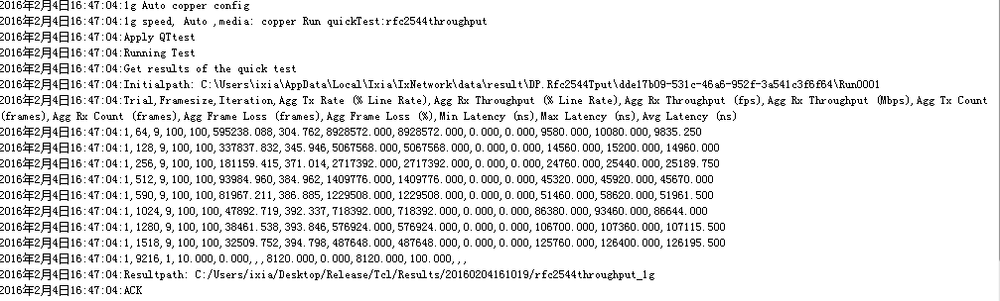 2016年2月4日16:47:04:1g Auto copper config
2016年2月4日16:47:04:1g speed, Auto ,media: copper Run quickTest:rfc2544throughput
2016年2月4日16:47:04:Apply QTtest
2016年2月4日16:47:04:Running Test
2016年2月4日16:47:04:Get results of the quick test
2016年2月4日16:47:04:Initialpath: C:\Users\ixia\AppData\Local\Ixia\IxNetwork\data\result\DP.Rfc2544Tput\dde17b09-531c-46a6-952f-3a541c3f6f64\Run0001
2016年2月4日16:47:04:Trial,Framesize,Iteration,Agg Tx Rate (% Line Rate),Agg Rx Throughput (% Line Rate),Agg Rx Throughput (fps),Agg Rx Throughput (Mbps),Agg Tx Count
(frames),Agg Rx Count (frames),Agg Frame Loss (frames),Agg Frame Loss (%),Min Latency (ns),Max Latency (ns),Avg Latency (ns)
2016年2月4日16:47:04:1,64,9,100,100,595238.088,304.762,8928572.000,8928572.000,0.000,0.000,9580.000,10080.000,9835.250
2016年2月4日16:47:04:1,128,9,100,100,337837.832,345.946,5067568.000,5067568.000,0.000,0.000,14560.000,15200.000,14960.000
2016年2月4日16:47:04:1,256,9,100,100,181159.415,371.014,2717392.000,2717392.000,0.000,0.000,24760.000,25440.000,25189.750
2016年2月4日16:47:04:1,512,9,100,100,93984.960,384.962,1409776.000,1409776.000,0.000,0.000,45320.000,45920.000,45670.000
2016年2月4日16:47:04:1,590,9,100,100,81967.211,386.885,1229508.000,1229508.000,0.000,0.000,51460.000,58620.000,51961.500
2016年2月4日16:47:04:1,1024,9,100,100,47892.719,392.337,718392.000,718392.000,0.000,0.000,86380.000,93460.000,86644.000
2016年2月4日16:47:04:1,1280,9,100,100,38461.538,393.846,576924.000,576924.000,0.000,0.000,106700.000,107360.000,107115.500
2016年2月4日16:47:04:1,1518,9,100,100,32509.752,394.798,487648.000,487648.000,0.000,0.000,125760.000,126400.000,126195.500
2016年2月4日16:47:04:1,9216,1,10.000,0.000,,,8120.000,0.000,8120.000,100.000,,,
2016年2月4日16:47:04:Resultpath: C:/Users/ixia/Desktop/Release/Tcl/Results/20160204161019/rfc2544throughput_1g
2016年2月4日16:47:04:ACK